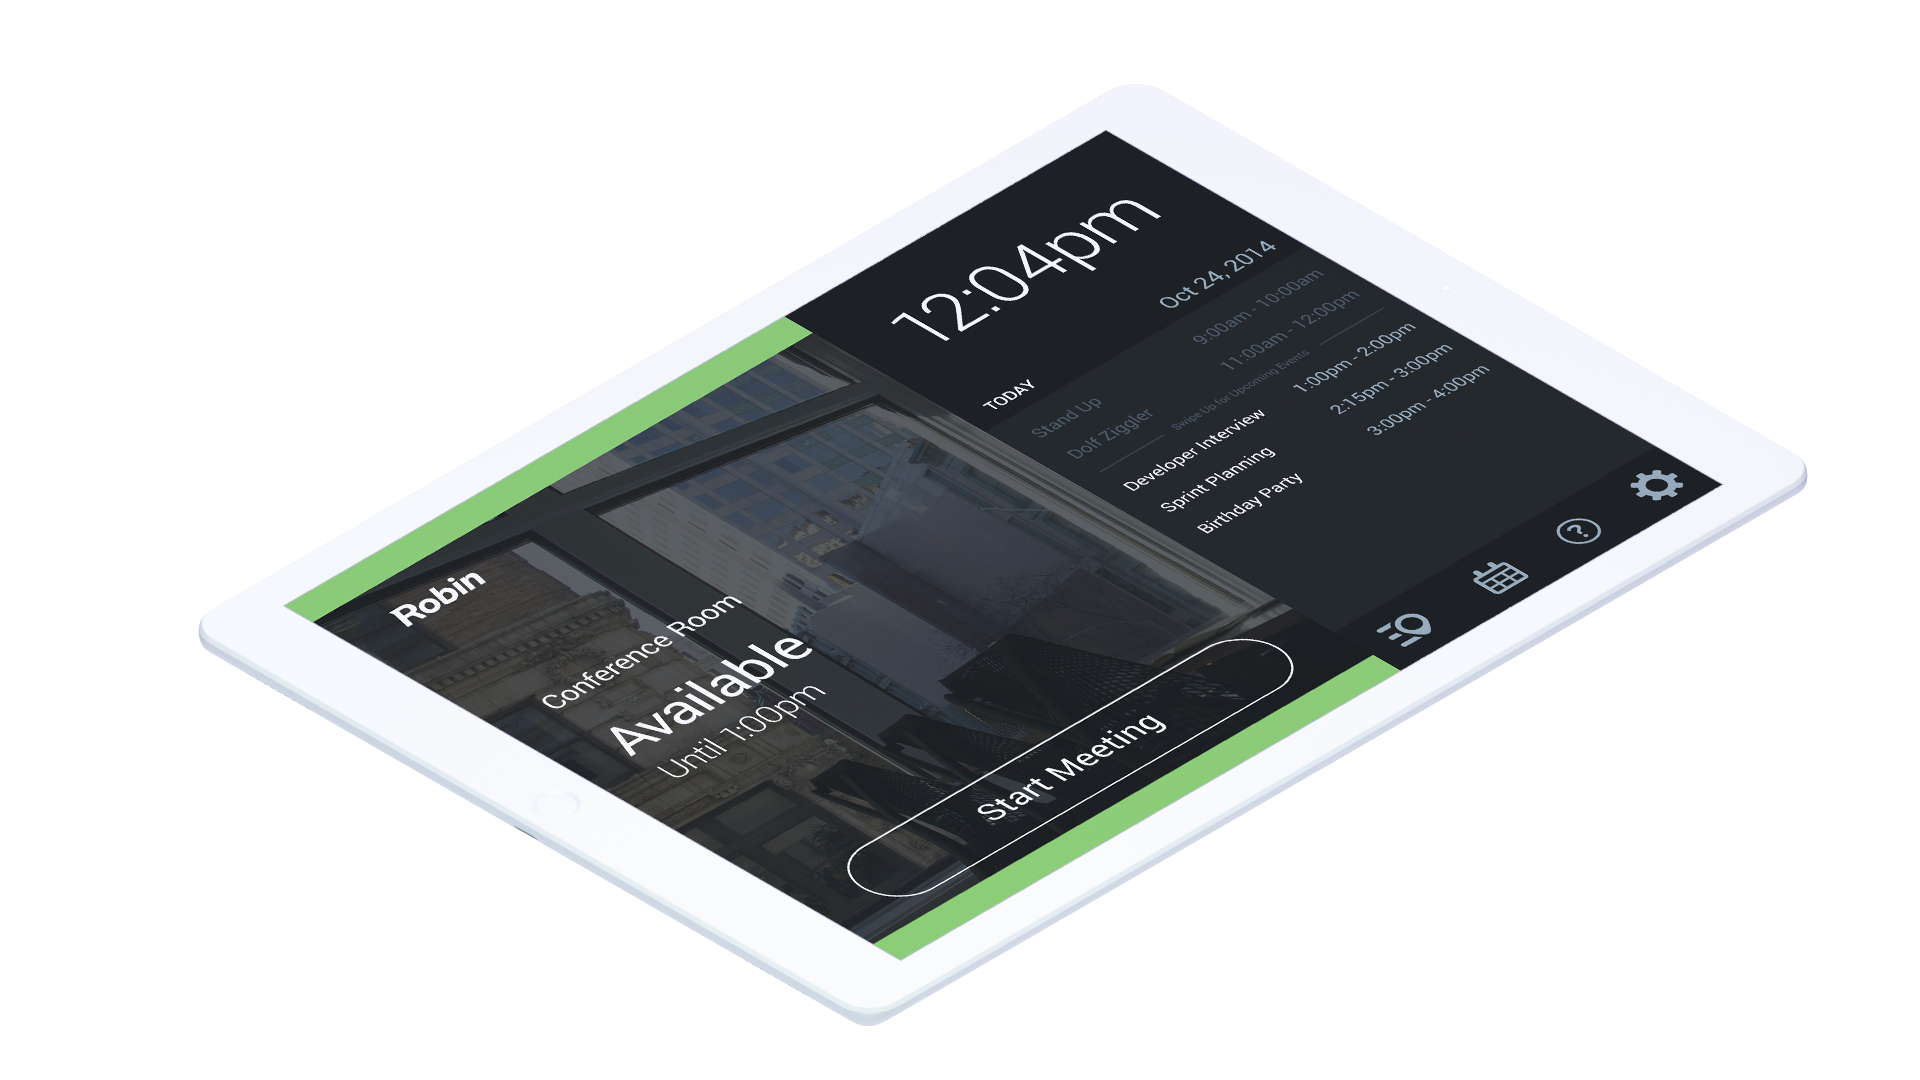 Robin
Conference Room
Available
Until 1:00pm
Start Meeting
12:04pm
TODAY
Oct 24, 2014
Stand Up 9:00am - 10:00am
Dolf Ziggler 11:00am - 12:00pm
Swipe Up for Upcoming Events
Developer Interview 1:00pm - 2:00pm
Sprint Planning 2:15pm - 3:00pm
Birthday Party 3:00pm - 4:00pm
?